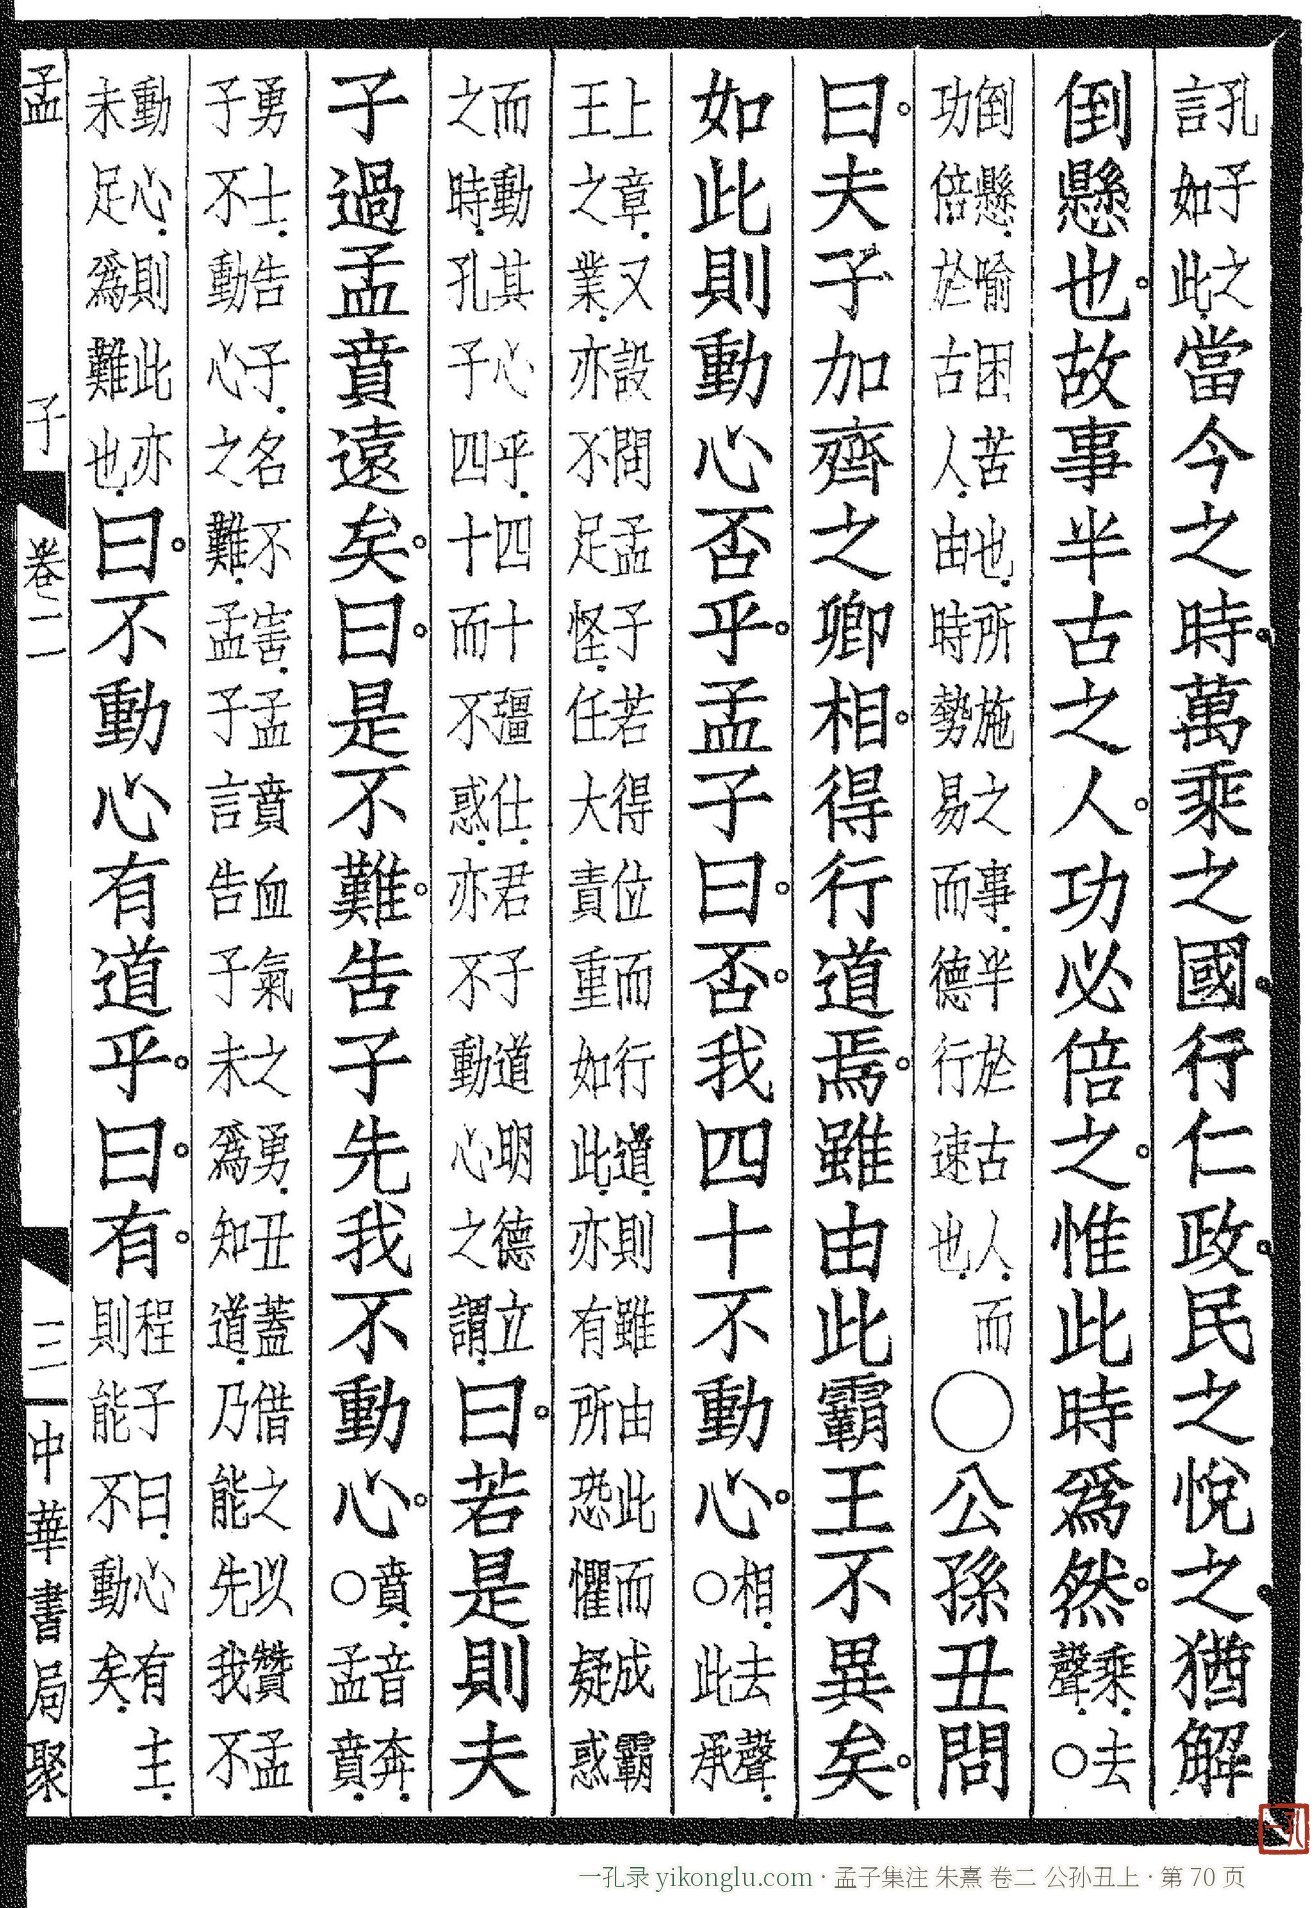 孔子之言如此。當今之時。萬乘之國。行仁政。民之悅之。猶解
倒懸也。故事半古之人。功必倍之。惟此時爲然。乘。去聲。○
倒懸。喻困苦也。所施之事。半於古人。而功倍於古人。由時勢易而德行速也。○公孫丑問
曰。夫子加齊之卿相。得行道焉。雖由此霸王不異矣。
如此則動心否乎。孟子曰。否。我四十不動心。相。去聲。○此承
上章。又設問孟子若得位而行道。則雖由此而成霸王之業。亦不足怪。任大責重如此。亦有所恐懼疑惑
而動其心乎。四十彊仕。君子道明德立之時。孔子四十而不惑。亦不動心之謂。曰。若是則夫
子過孟賁遠矣。曰。是不難。告子先我不動心。賁。音奔。○孟賁。
勇士。告子。名不害。孟賁血氣之勇。丑蓋借之以贊孟子不動心之難。孟子言告子未爲知道。乃能先我不
動心。則此亦未足爲難也。曰。不動心有道乎。曰。有。程子曰。心有主。則能不動矣。
孟子 卷二 三 中華書局聚
一孔录 yikonglu.com · 孟子集注 朱熹 卷二 公孙丑上 · 第 70 页